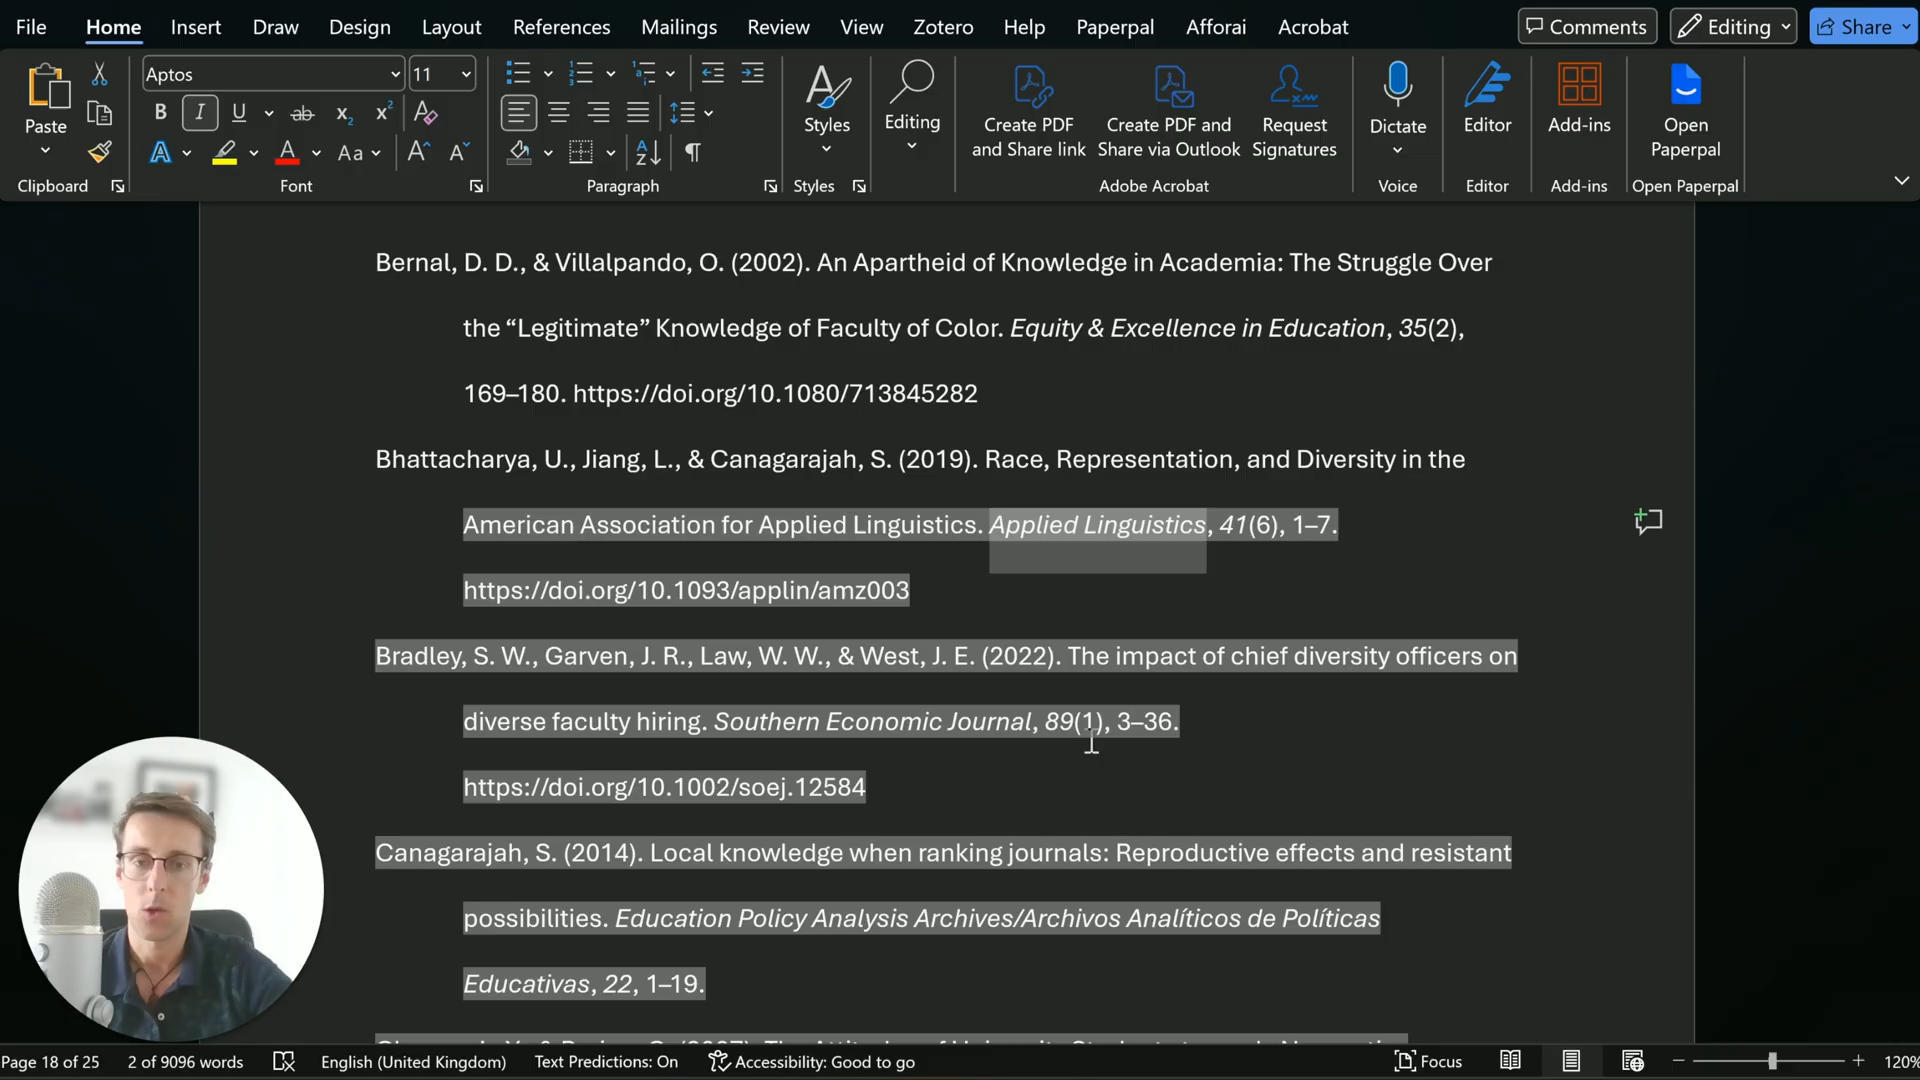 File Home Insert Draw Design Layout References Mailings Review View Zotero Help Paperpal Afforai Acrobat Comments Editing Share
Paste
Clipboard
Aptos 11
Font
Paragraph
Styles
Styles
Editing
Create PDF and Share link
Create PDF and Share via Outlook
Request Signatures
Adobe Acrobat
Dictate
Voice
Editor
Editor
Add-ins
Add-ins
Open Paperpal
Open Paperpal
Bernal, D. D., & Villalpando, O. (2002). An Apartheid of Knowledge in Academia: The Struggle Over
the “Legitimate” Knowledge of Faculty of Color. Equity & Excellence in Education, 35(2),
169–180. https://doi.org/10.1080/713845282
Bhattacharya, U., Jiang, L., & Canagarajah, S. (2019). Race, Representation, and Diversity in the
American Association for Applied Linguistics. Applied Linguistics, 41(6), 1–7.
https://doi.org/10.1093/applin/amz003
Bradley, S. W., Garven, J. R., Law, W. W., & West, J. E. (2022). The impact of chief diversity officers on
diverse faculty hiring. Southern Economic Journal, 89(1), 3–36.
https://doi.org/10.1002/soej.12584
Canagarajah, S. (2014). Local knowledge when ranking journals: Reproductive effects and resistant
possibilities. Education Policy Analysis Archives/Archivos Analíticos de Políticas
Educativas, 22, 1–19.
Page 18 of 25 2 of 9096 words English (United Kingdom) Text Predictions: On Accessibility: Good to go Focus 120%